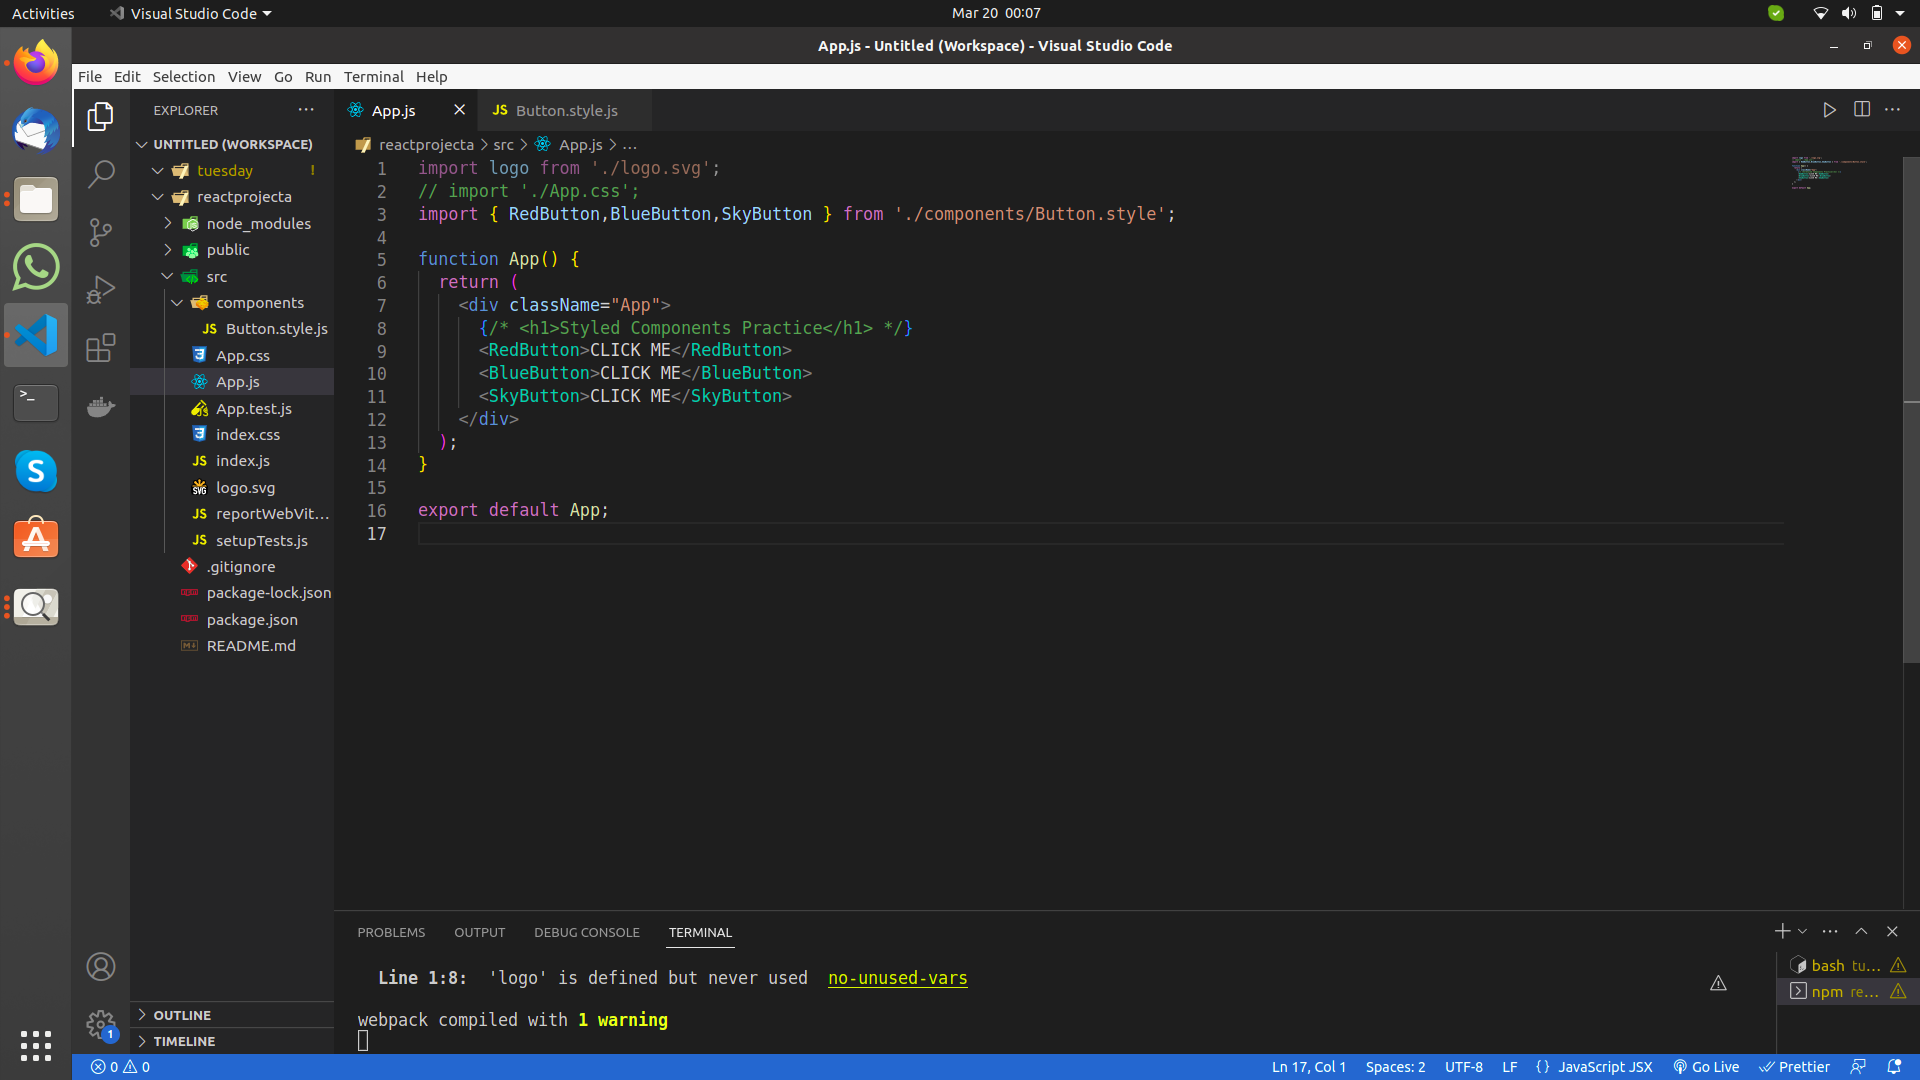 Activities
Visual Studio Code
Mar 20 00:07
App.js - Untitled (Workspace) - Visual Studio Code
File Edit Selection View Go Run Terminal Help
EXPLORER
UNTITLED (WORKSPACE)
tuesday !
reactprojecta
node_modules
public
src
components
JS Button.style.js
App.css
App.js
App.test.js
index.css
JS index.js
SVG logo.svg
JS reportWebVit...
JS setupTests.js
.gitignore
package-lock.json
package.json
README.md
OUTLINE
TIMELINE
App.js
JS Button.style.js
reactprojecta > src > App.js > ...
1 import logo from './logo.svg';
2 // import './App.css';
3 import { RedButton,BlueButton,SkyButton } from './components/Button.style';
4
5 function App() {
6 return (
7 <div className="App">
8 {/* <h1>Styled Components Practice</h1> */}
9 <RedButton>CLICK ME</RedButton>
10 <BlueButton>CLICK ME</BlueButton>
11 <SkyButton>CLICK ME</SkyButton>
12 </div>
13 );
14 }
15
16 export default App;
17
PROBLEMS OUTPUT DEBUG CONSOLE TERMINAL
Line 1:8: 'logo' is defined but never used no-unused-vars
webpack compiled with 1 warning
bash tu...
npm re...
1
0 0
Ln 17, Col 1 Spaces: 2 UTF-8 LF {} JavaScript JSX Go Live Prettier